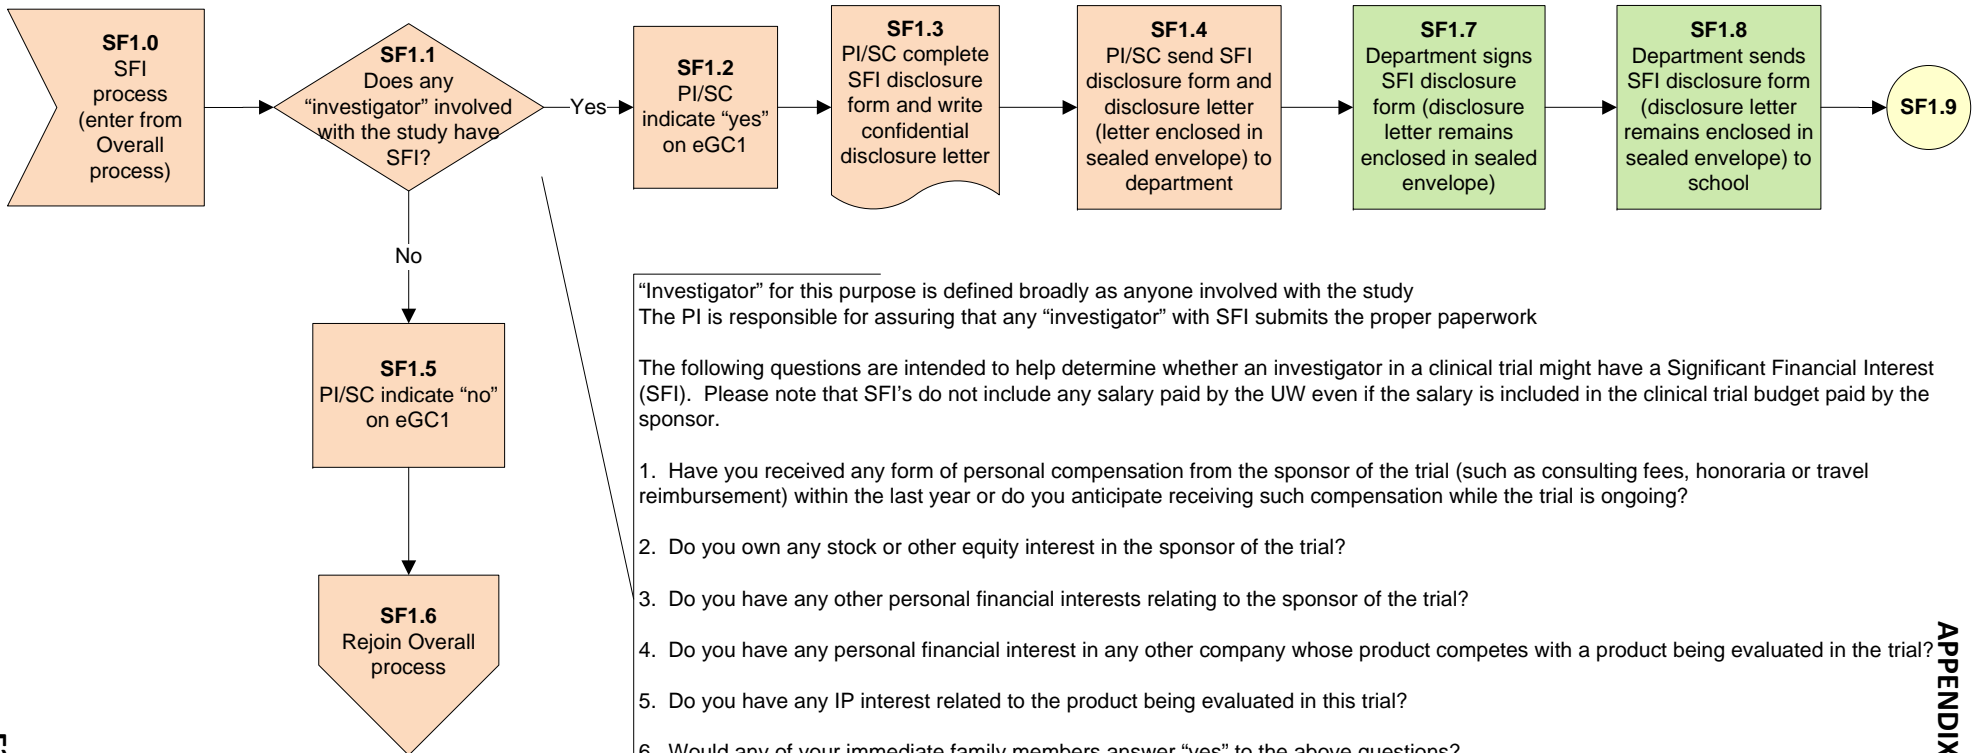 SF1.0
SFI
process
(enter from
Overall
process)
SF1.1
Does any
“investigator” involved
with the study have
SFI?
Yes
No
SF1.2
PI/SC
indicate “yes”
on eGC1
SF1.3
PI/SC complete
SFI disclosure
form and write
confidential
disclosure letter
SF1.4
PI/SC send SFI
disclosure form and
disclosure letter
(letter enclosed in
sealed envelope) to
department
SF1.7
Department signs
SFI disclosure
form (disclosure
letter remains
enclosed in sealed
envelope)
SF1.8
Department sends
SFI disclosure form
(disclosure letter
remains enclosed in
sealed envelope) to
school
SF1.9
SF1.5
PI/SC indicate “no”
on eGC1
SF1.6
Rejoin Overall
process
“Investigator” for this purpose is defined broadly as anyone involved with the study
The PI is responsible for assuring that any “investigator” with SFI submits the proper paperwork
The following questions are intended to help determine whether an investigator in a clinical trial might have a Significant Financial Interest
(SFI).  Please note that SFI’s do not include any salary paid by the UW even if the salary is included in the clinical trial budget paid by the
sponsor.
1.  Have you received any form of personal compensation from the sponsor of the trial (such as consulting fees, honoraria or travel
reimbursement) within the last year or do you anticipate receiving such compensation while the trial is ongoing?
2.  Do you own any stock or other equity interest in the sponsor of the trial?
3.  Do you have any other personal financial interests relating to the sponsor of the trial?
4.  Do you have any personal financial interest in any other company whose product competes with a product being evaluated in the trial?
5.  Do you have any IP interest related to the product being evaluated in this trial?
6.  Would any of your immediate family members answer “yes” to the above questions?
APPENDIX